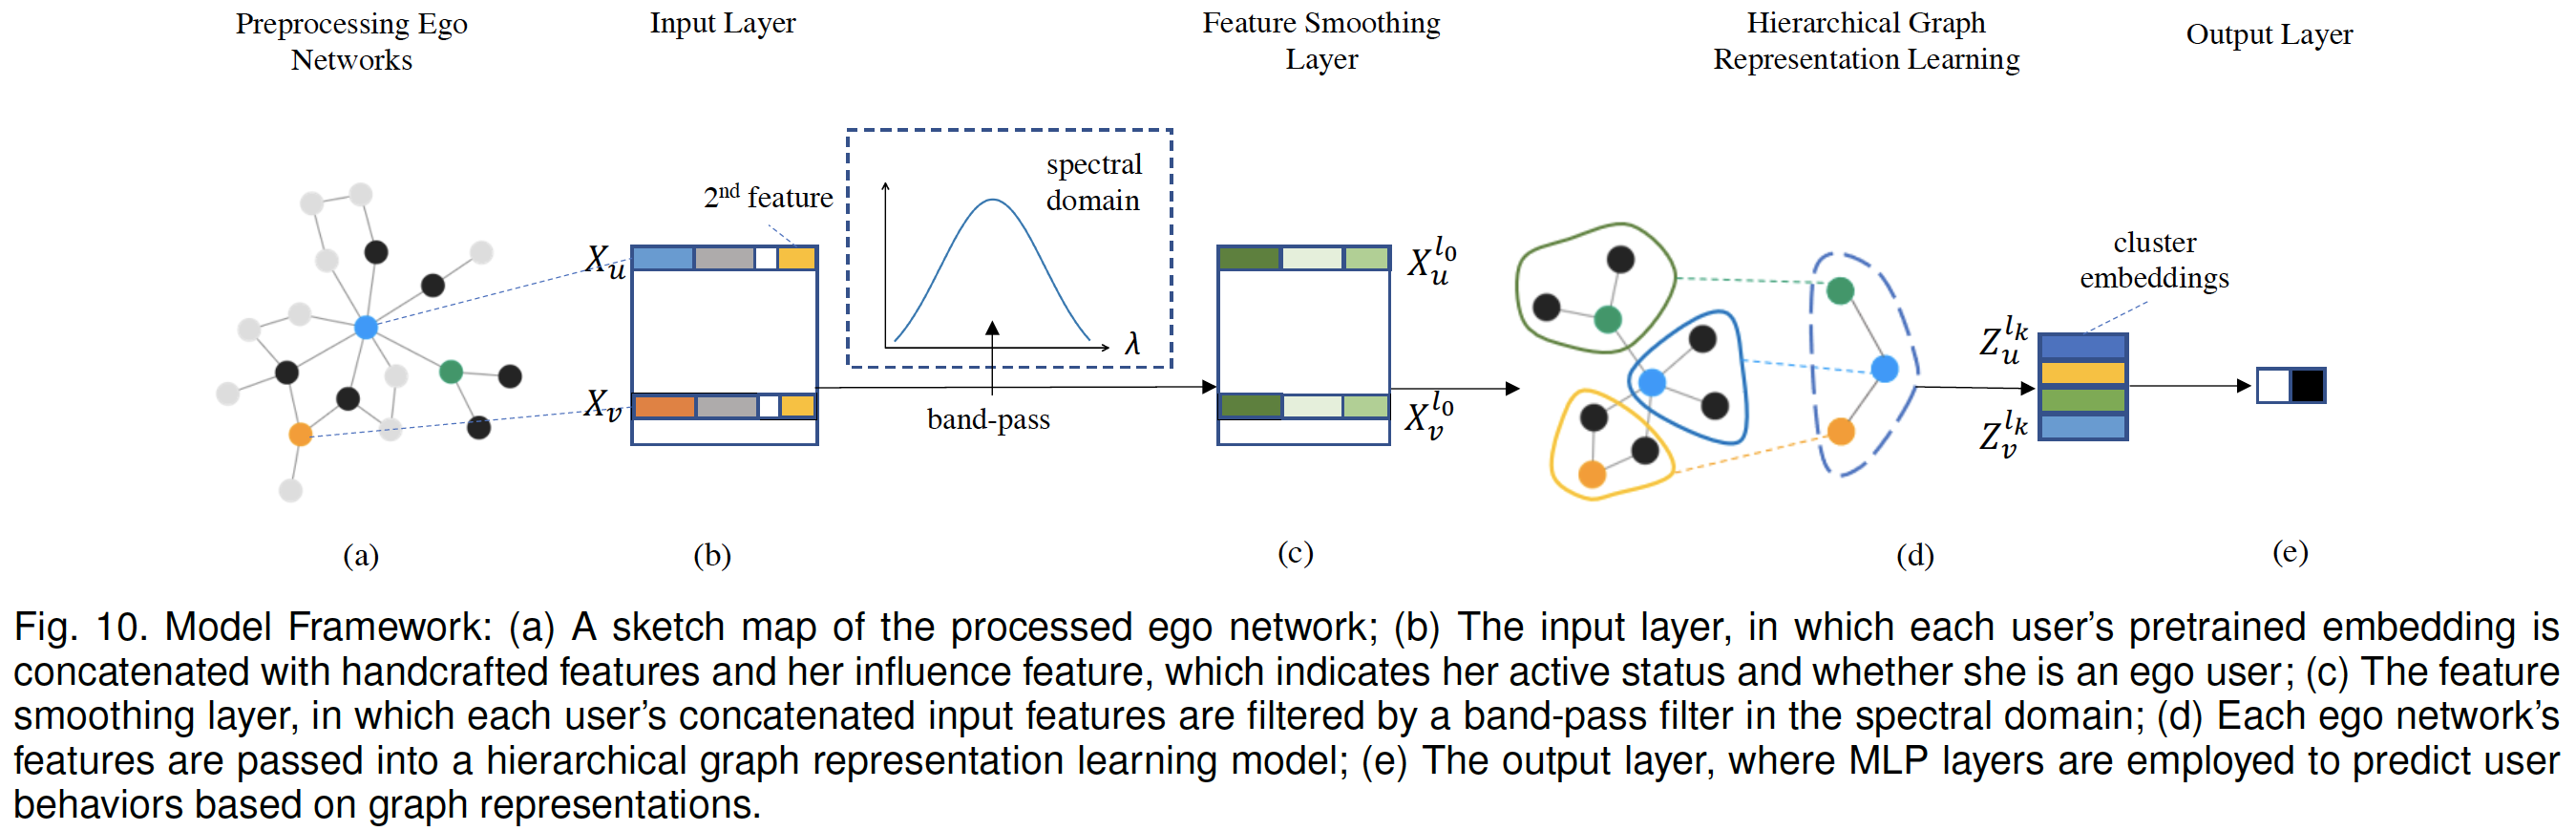 Preprocessing Ego
Networks
Input Layer
Feature Smoothing
Layer
Hierarchical Graph
Representation Learning
Output Layer
2nd feature
spectral
domain
λ
band-pass
X_u
X_v
X_u^{l_0}
X_v^{l_0}
cluster
embeddings
Z_u^{l_k}
Z_v^{l_k}
(a)
(b)
(c)
(d)
(e)
Fig. 10. Model Framework: (a) A sketch map of the processed ego network; (b) The input layer, in which each user’s pretrained embedding is
concatenated with handcrafted features and her influence feature, which indicates her active status and whether she is an ego user; (c) The feature
smoothing layer, in which each user’s concatenated input features are filtered by a band-pass filter in the spectral domain; (d) Each ego network’s
features are passed into a hierarchical graph representation learning model; (e) The output layer, where MLP layers are employed to predict user
behaviors based on graph representations.